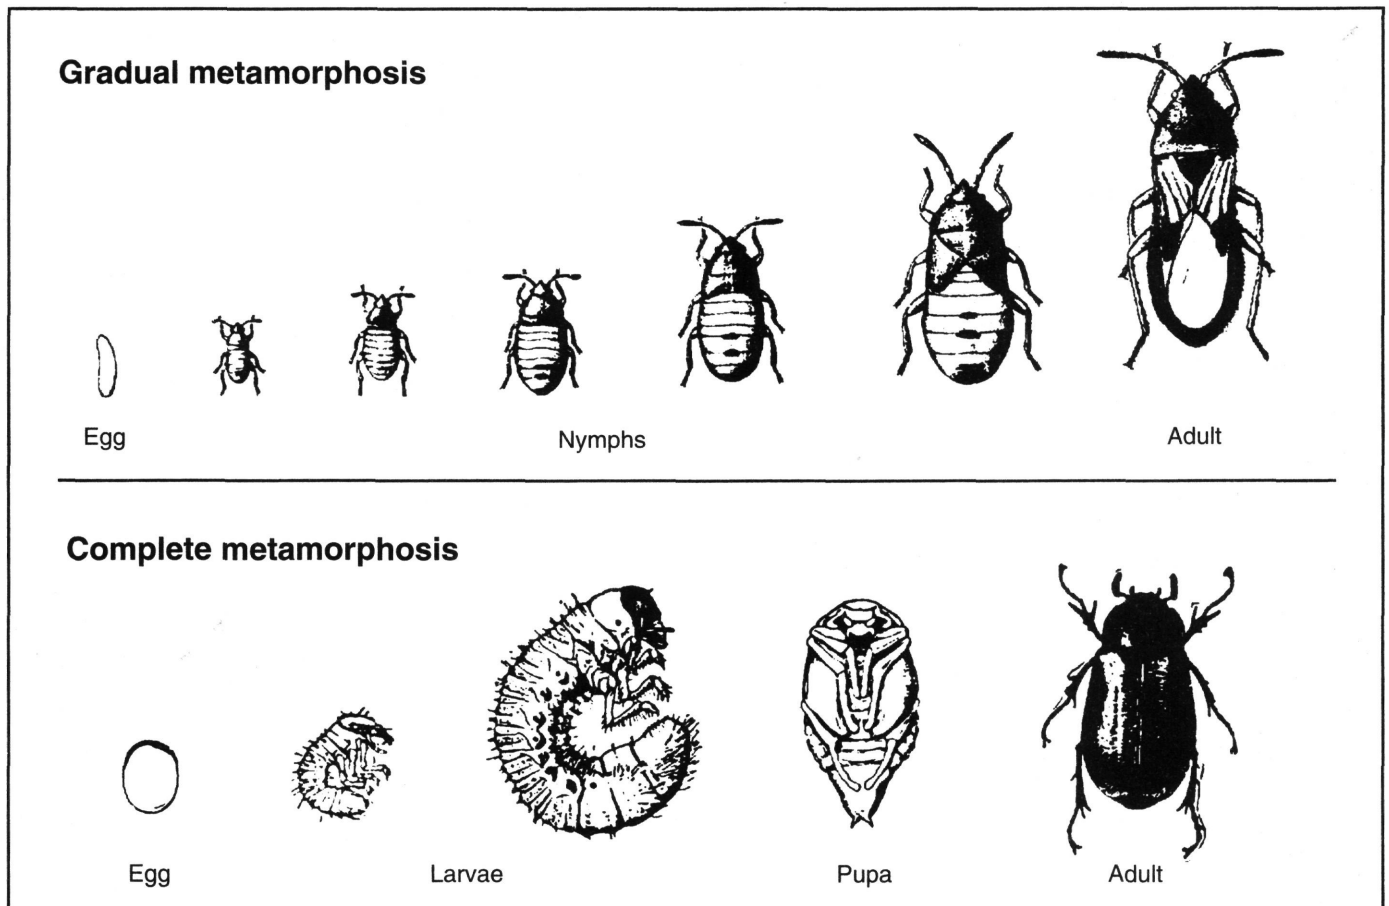 Gradual metamorphosis
Egg
Nymphs
Adult
Complete metamorphosis
Egg
Larvae
Pupa
Adult